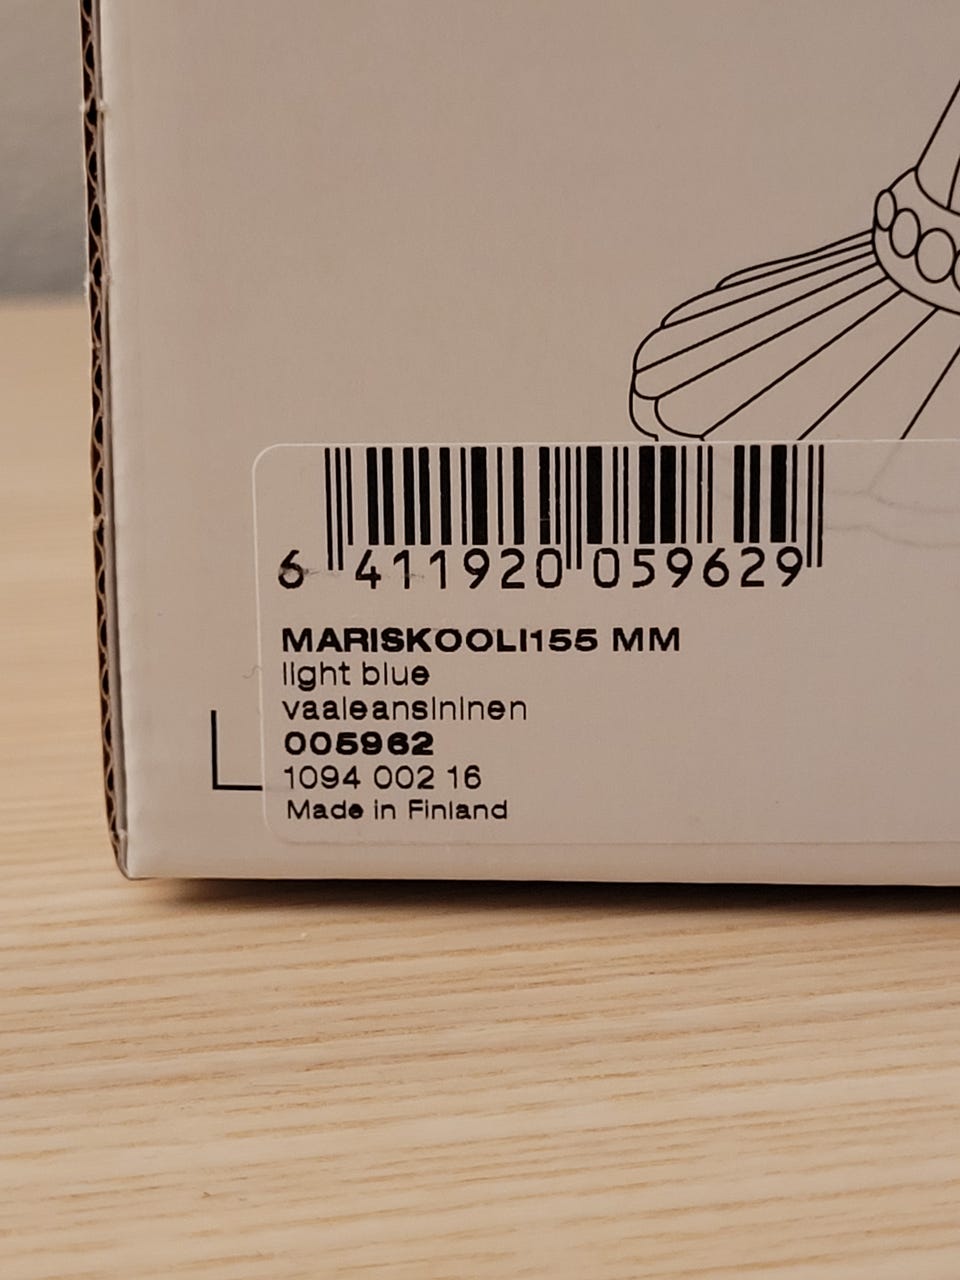 6 411920 059629
MARISKOOLI155 MM
light blue
vaaleansininen
005962
1094 002 16
Made in Finland